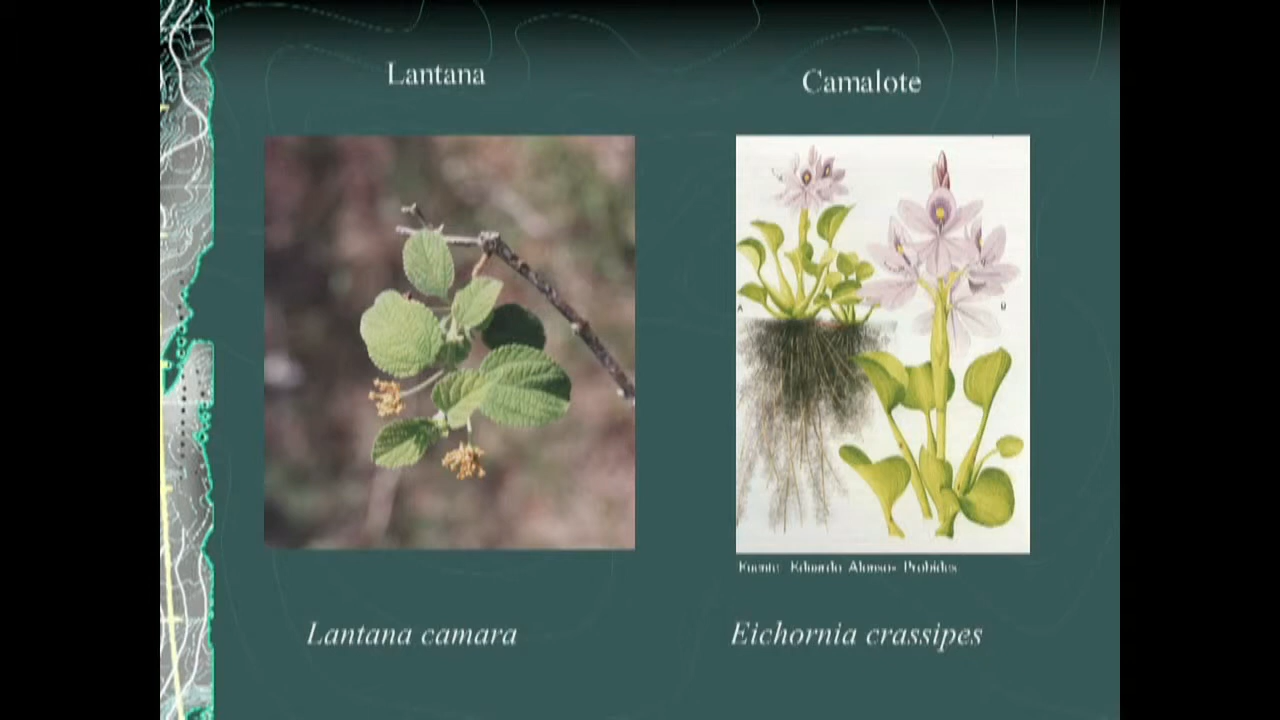 Lantana
Camalote
Fuente: Eduardo Alonso- Probides
Lantana camara
Eichornia crassipes